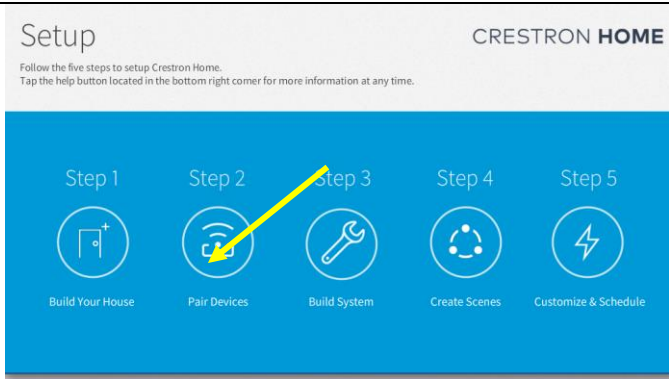 Setup
CRESTRON HOME
Follow the five steps to setup Crestron Home.
Tap the help button located in the bottom right corner for more information at any time.
Step 1
Step 2
Step 3
Step 4
Step 5
Build Your House
Pair Devices
Build System
Create Scenes
Customize & Schedule